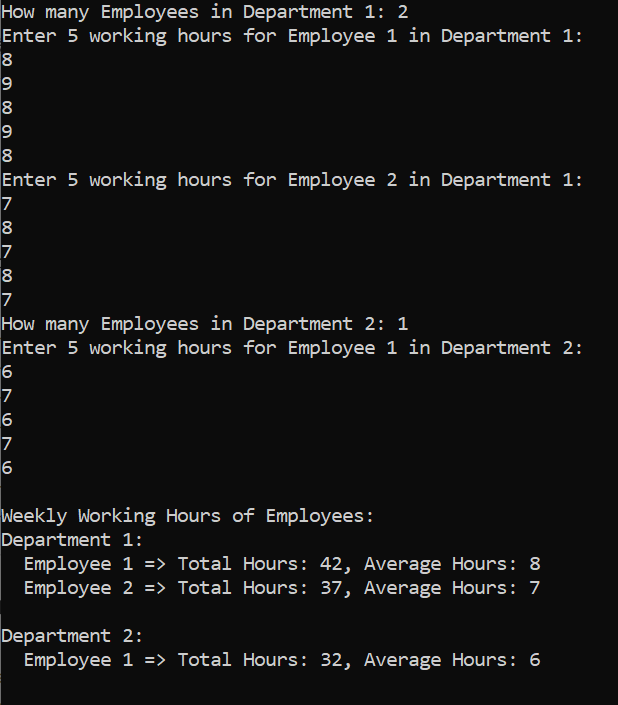 How many Employees in Department 1: 2
Enter 5 working hours for Employee 1 in Department 1:
8
9
8
9
8
Enter 5 working hours for Employee 2 in Department 1:
7
8
7
8
7
How many Employees in Department 2: 1
Enter 5 working hours for Employee 1 in Department 2:
6
7
6
7
6
Weekly Working Hours of Employees:
Department 1:
  Employee 1 => Total Hours: 42, Average Hours: 8
  Employee 2 => Total Hours: 37, Average Hours: 7
Department 2:
  Employee 1 => Total Hours: 32, Average Hours: 6